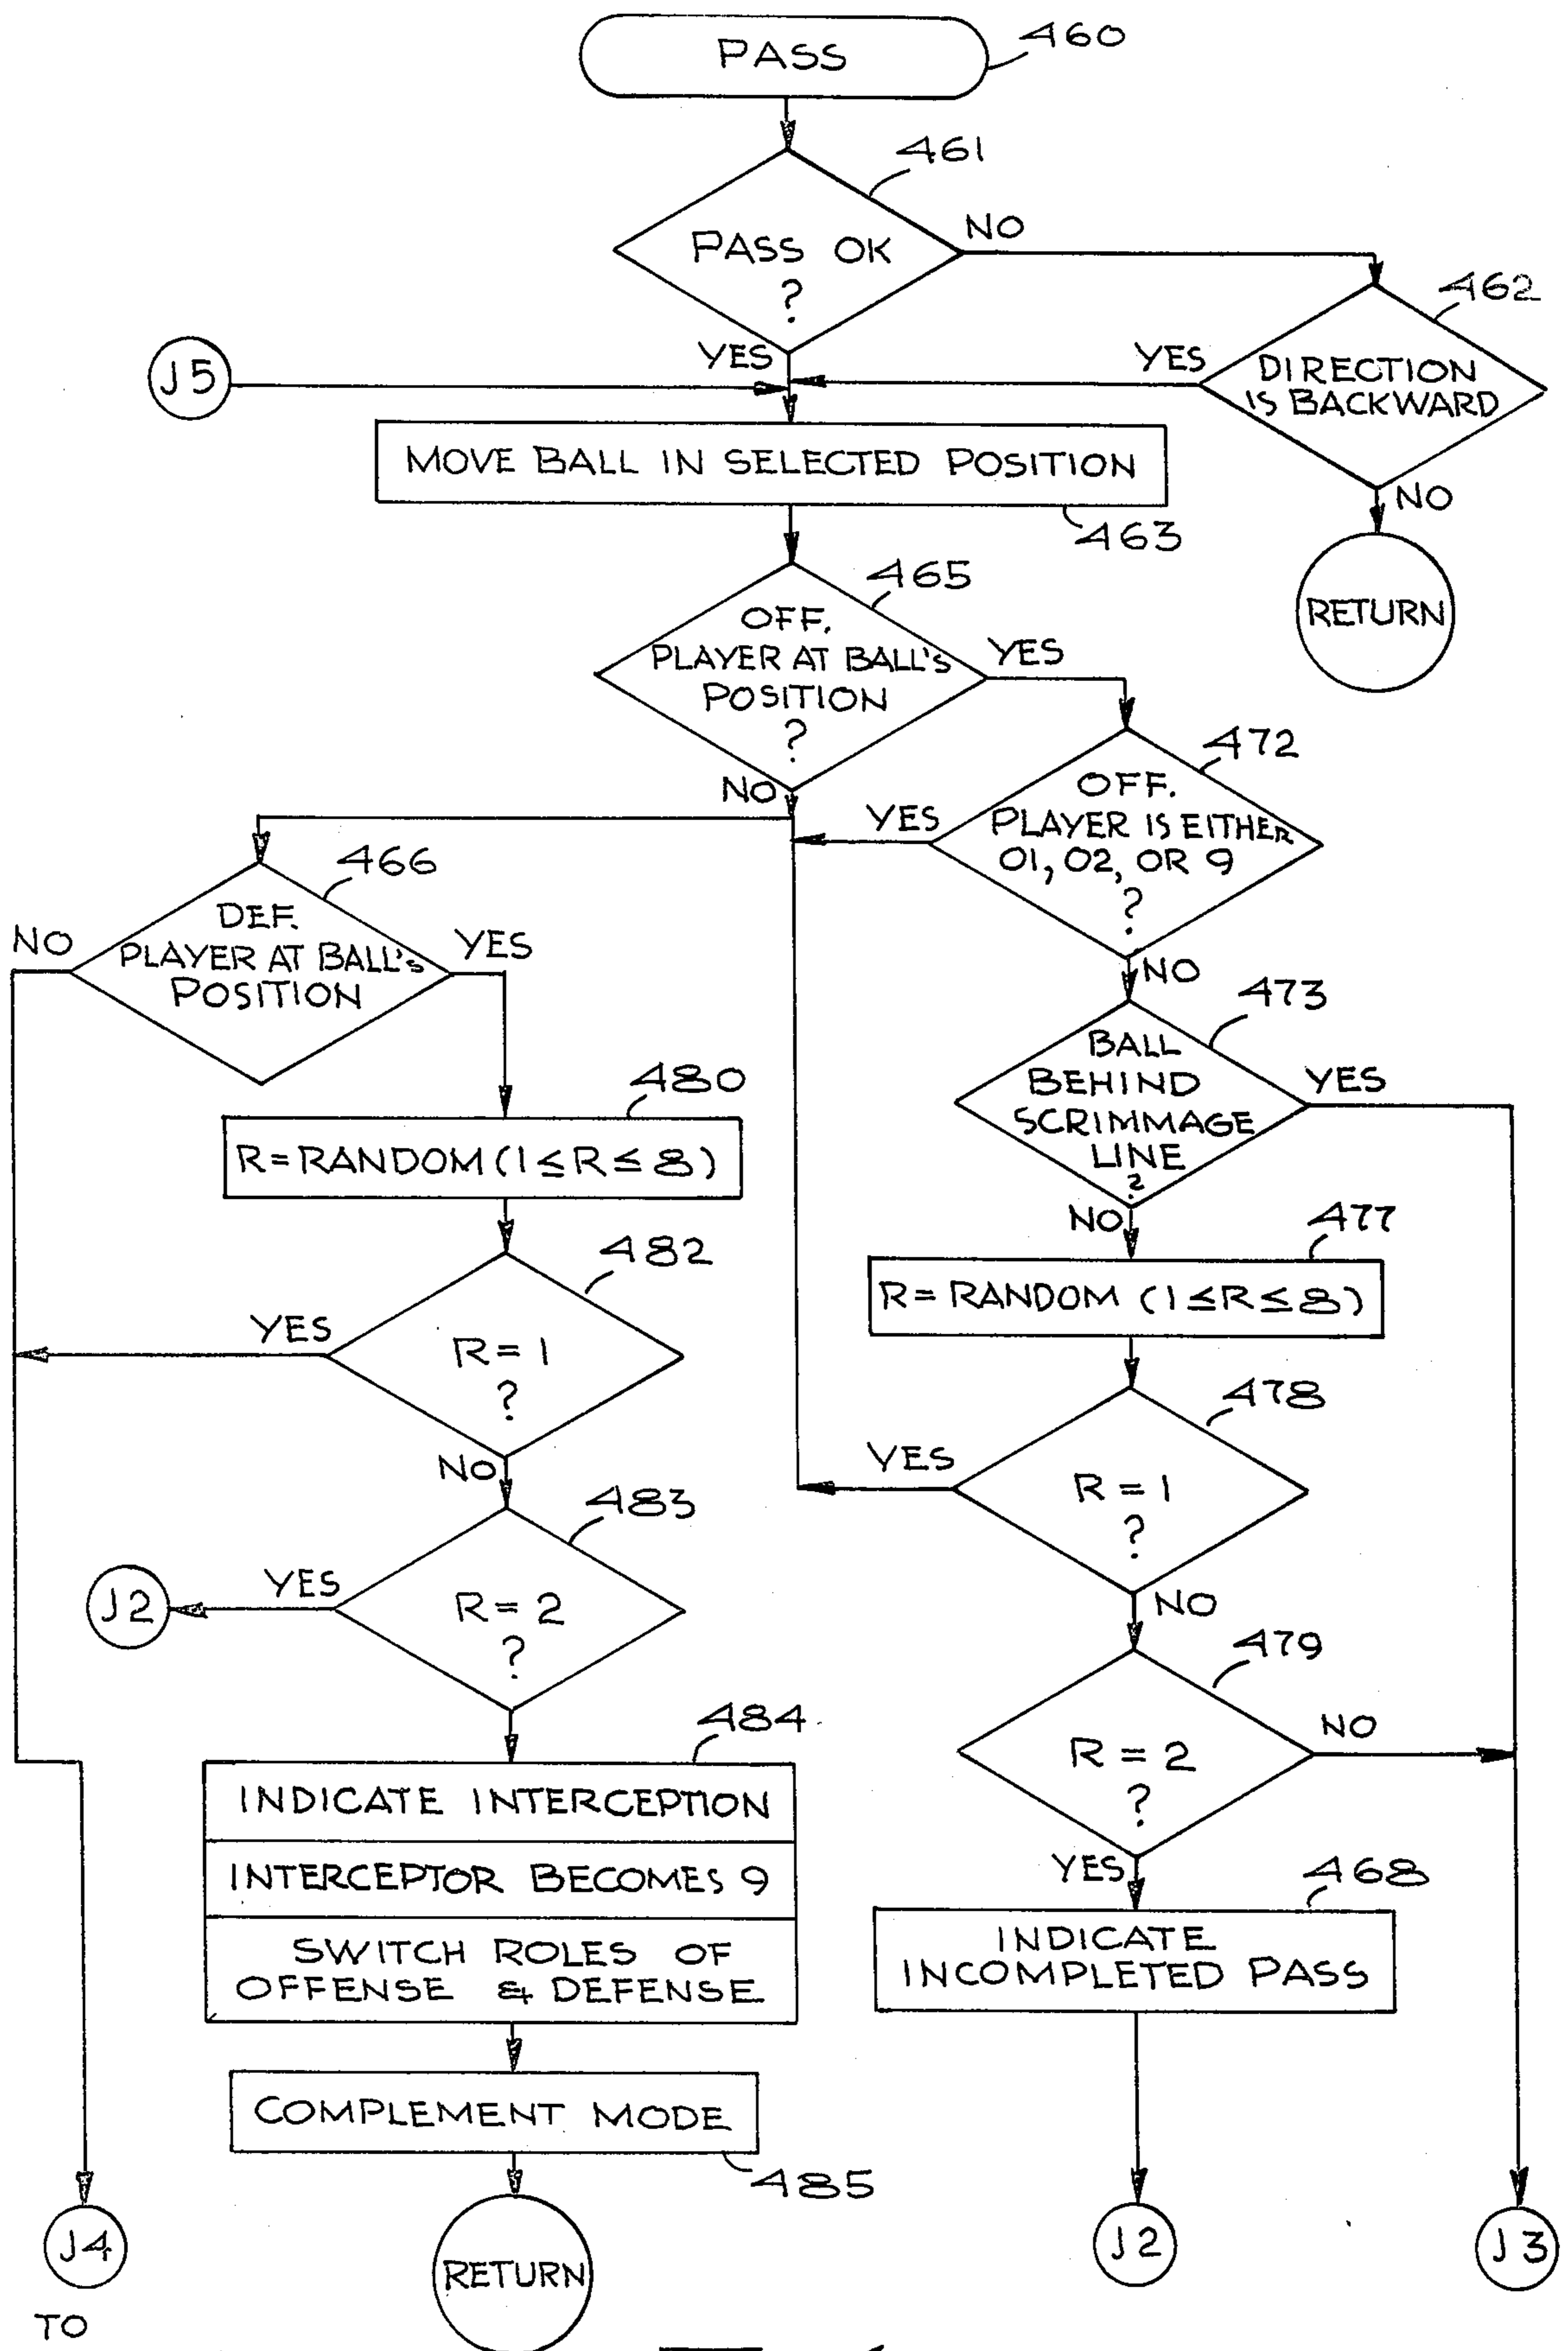 PASS
460
461
PASS OK
?
NO
462
YES
YES
DIRECTION
IS BACKWARD
J5
MOVE BALL IN SELECTED POSITION
463
NO
RETURN
465
OFF.
PLAYER AT BALL'S
POSITION
?
YES
NO
472
OFF.
PLAYER IS EITHER
01, 02, OR 9
?
YES
NO
466
DEF.
PLAYER AT BALL'S
POSITION
NO
YES
473
BALL
BEHIND
SCRIMMAGE
LINE
?
YES
NO
480
R=RANDOM (1≤R≤8)
477
R=RANDOM (1≤R≤8)
482
R=1
?
YES
NO
478
R=1
?
YES
NO
483
R=2
?
YES
J2
479
R=2
?
NO
YES
484
INDICATE INTERCEPTION
INTERCEPTOR BECOMES 9
SWITCH ROLES OF
OFFENSE & DEFENSE
468
INDICATE
INCOMPLETED PASS
COMPLEMENT MODE
485
J4
RETURN
J2
J3
TO